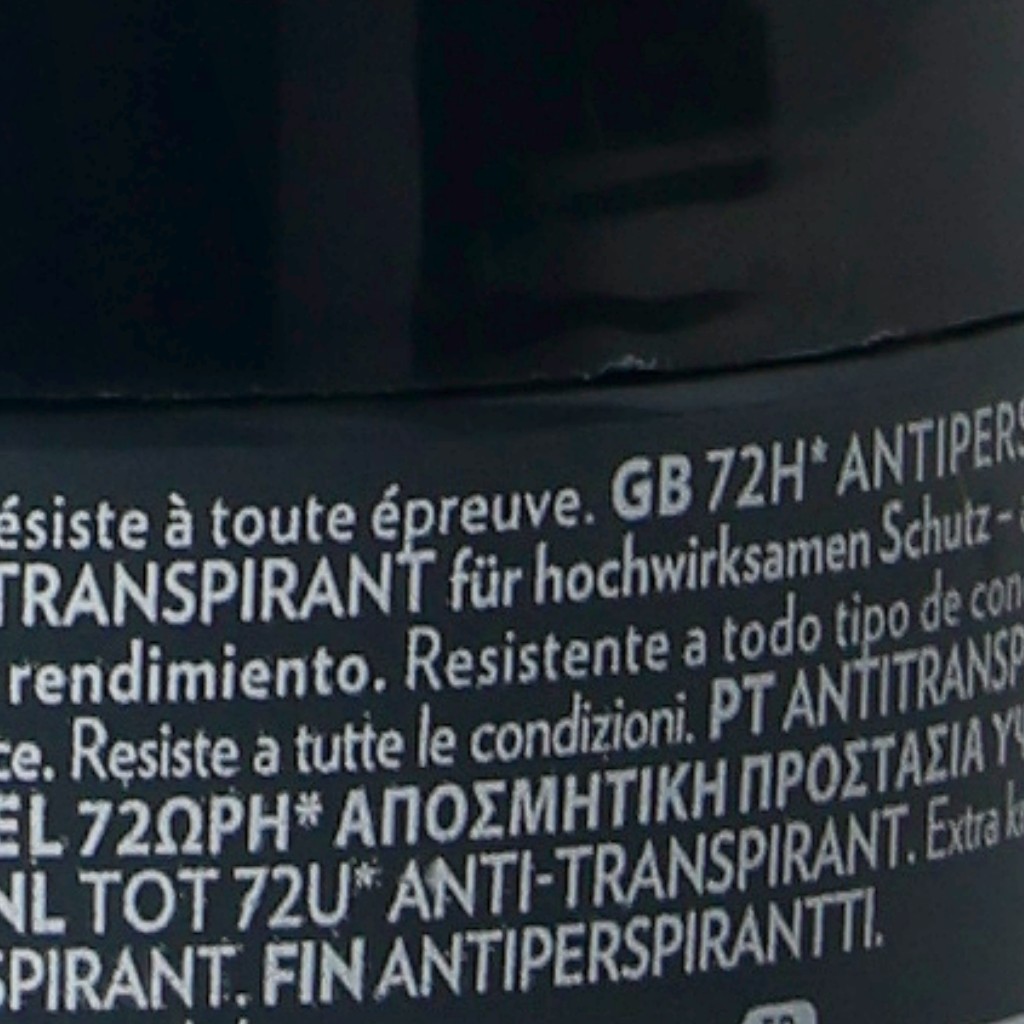 ésiste à toute épreuve. GB 72H* ANTIPERS
TRANSPIRANT für hochwirksamen Schutz -
rendimiento. Resistente a todo tipo de con
ce. Resiste a tutte le condizioni. PT ANTITRANSP
EL 72ΩΡΗ* ΑΠΟΣΜΗΤΙΚΗ ΠΡΟΣΤΑΣΙΑ ΥΨ
NL TOT 72U* ANTI-TRANSPIRANT. Extra k
SPIRANT. FIN ANTIPERSPIRANTTI.